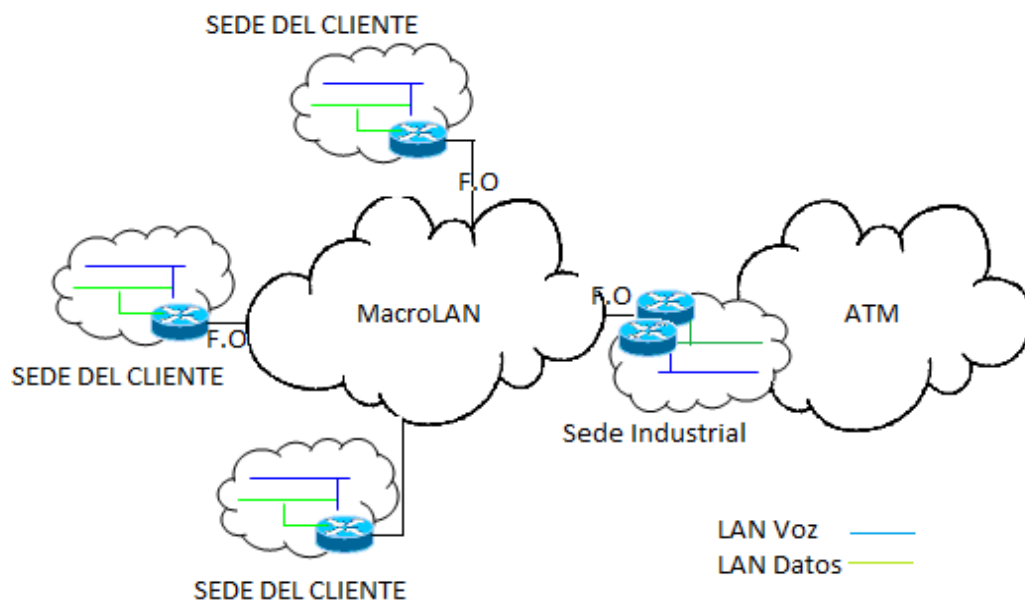 SEDE DEL CLIENTE
F.O
MacroLAN
F.O
ATM
F.O
SEDE DEL CLIENTE
Sede Industrial
LAN Voz
LAN Datos
SEDE DEL CLIENTE